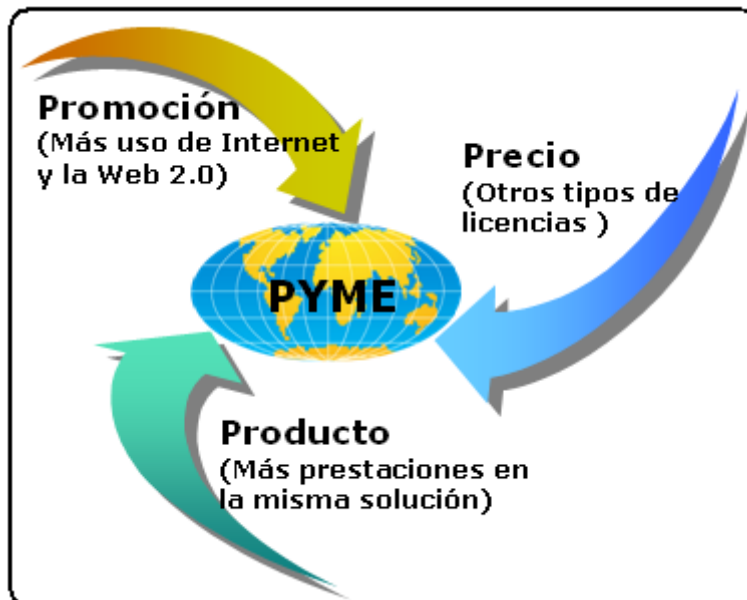 Promoción
(Más uso de Internet
y la Web 2.0)
Precio
(Otros tipos de
licencias )
PYME
Producto
(Más prestaciones en
la misma solución)